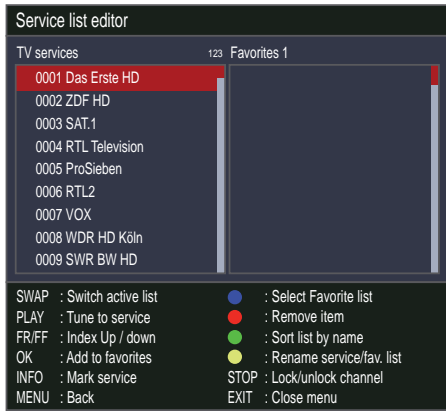 Service list editor
TV services 123 Favorites 1
0001 Das Erste HD
0002 ZDF HD
0003 SAT.1
0004 RTL Television
0005 ProSieben
0006 RTL2
0007 VOX
0008 WDR HD Köln
0009 SWR BW HD
SWAP : Switch active list
PLAY : Tune to service
FR/FF : Index Up / down
OK : Add to favorites
INFO : Mark service
MENU : Back
: Select Favorite list
: Remove item
: Sort list by name
: Rename service/fav. list
STOP : Lock/unlock channel
EXIT : Close menu